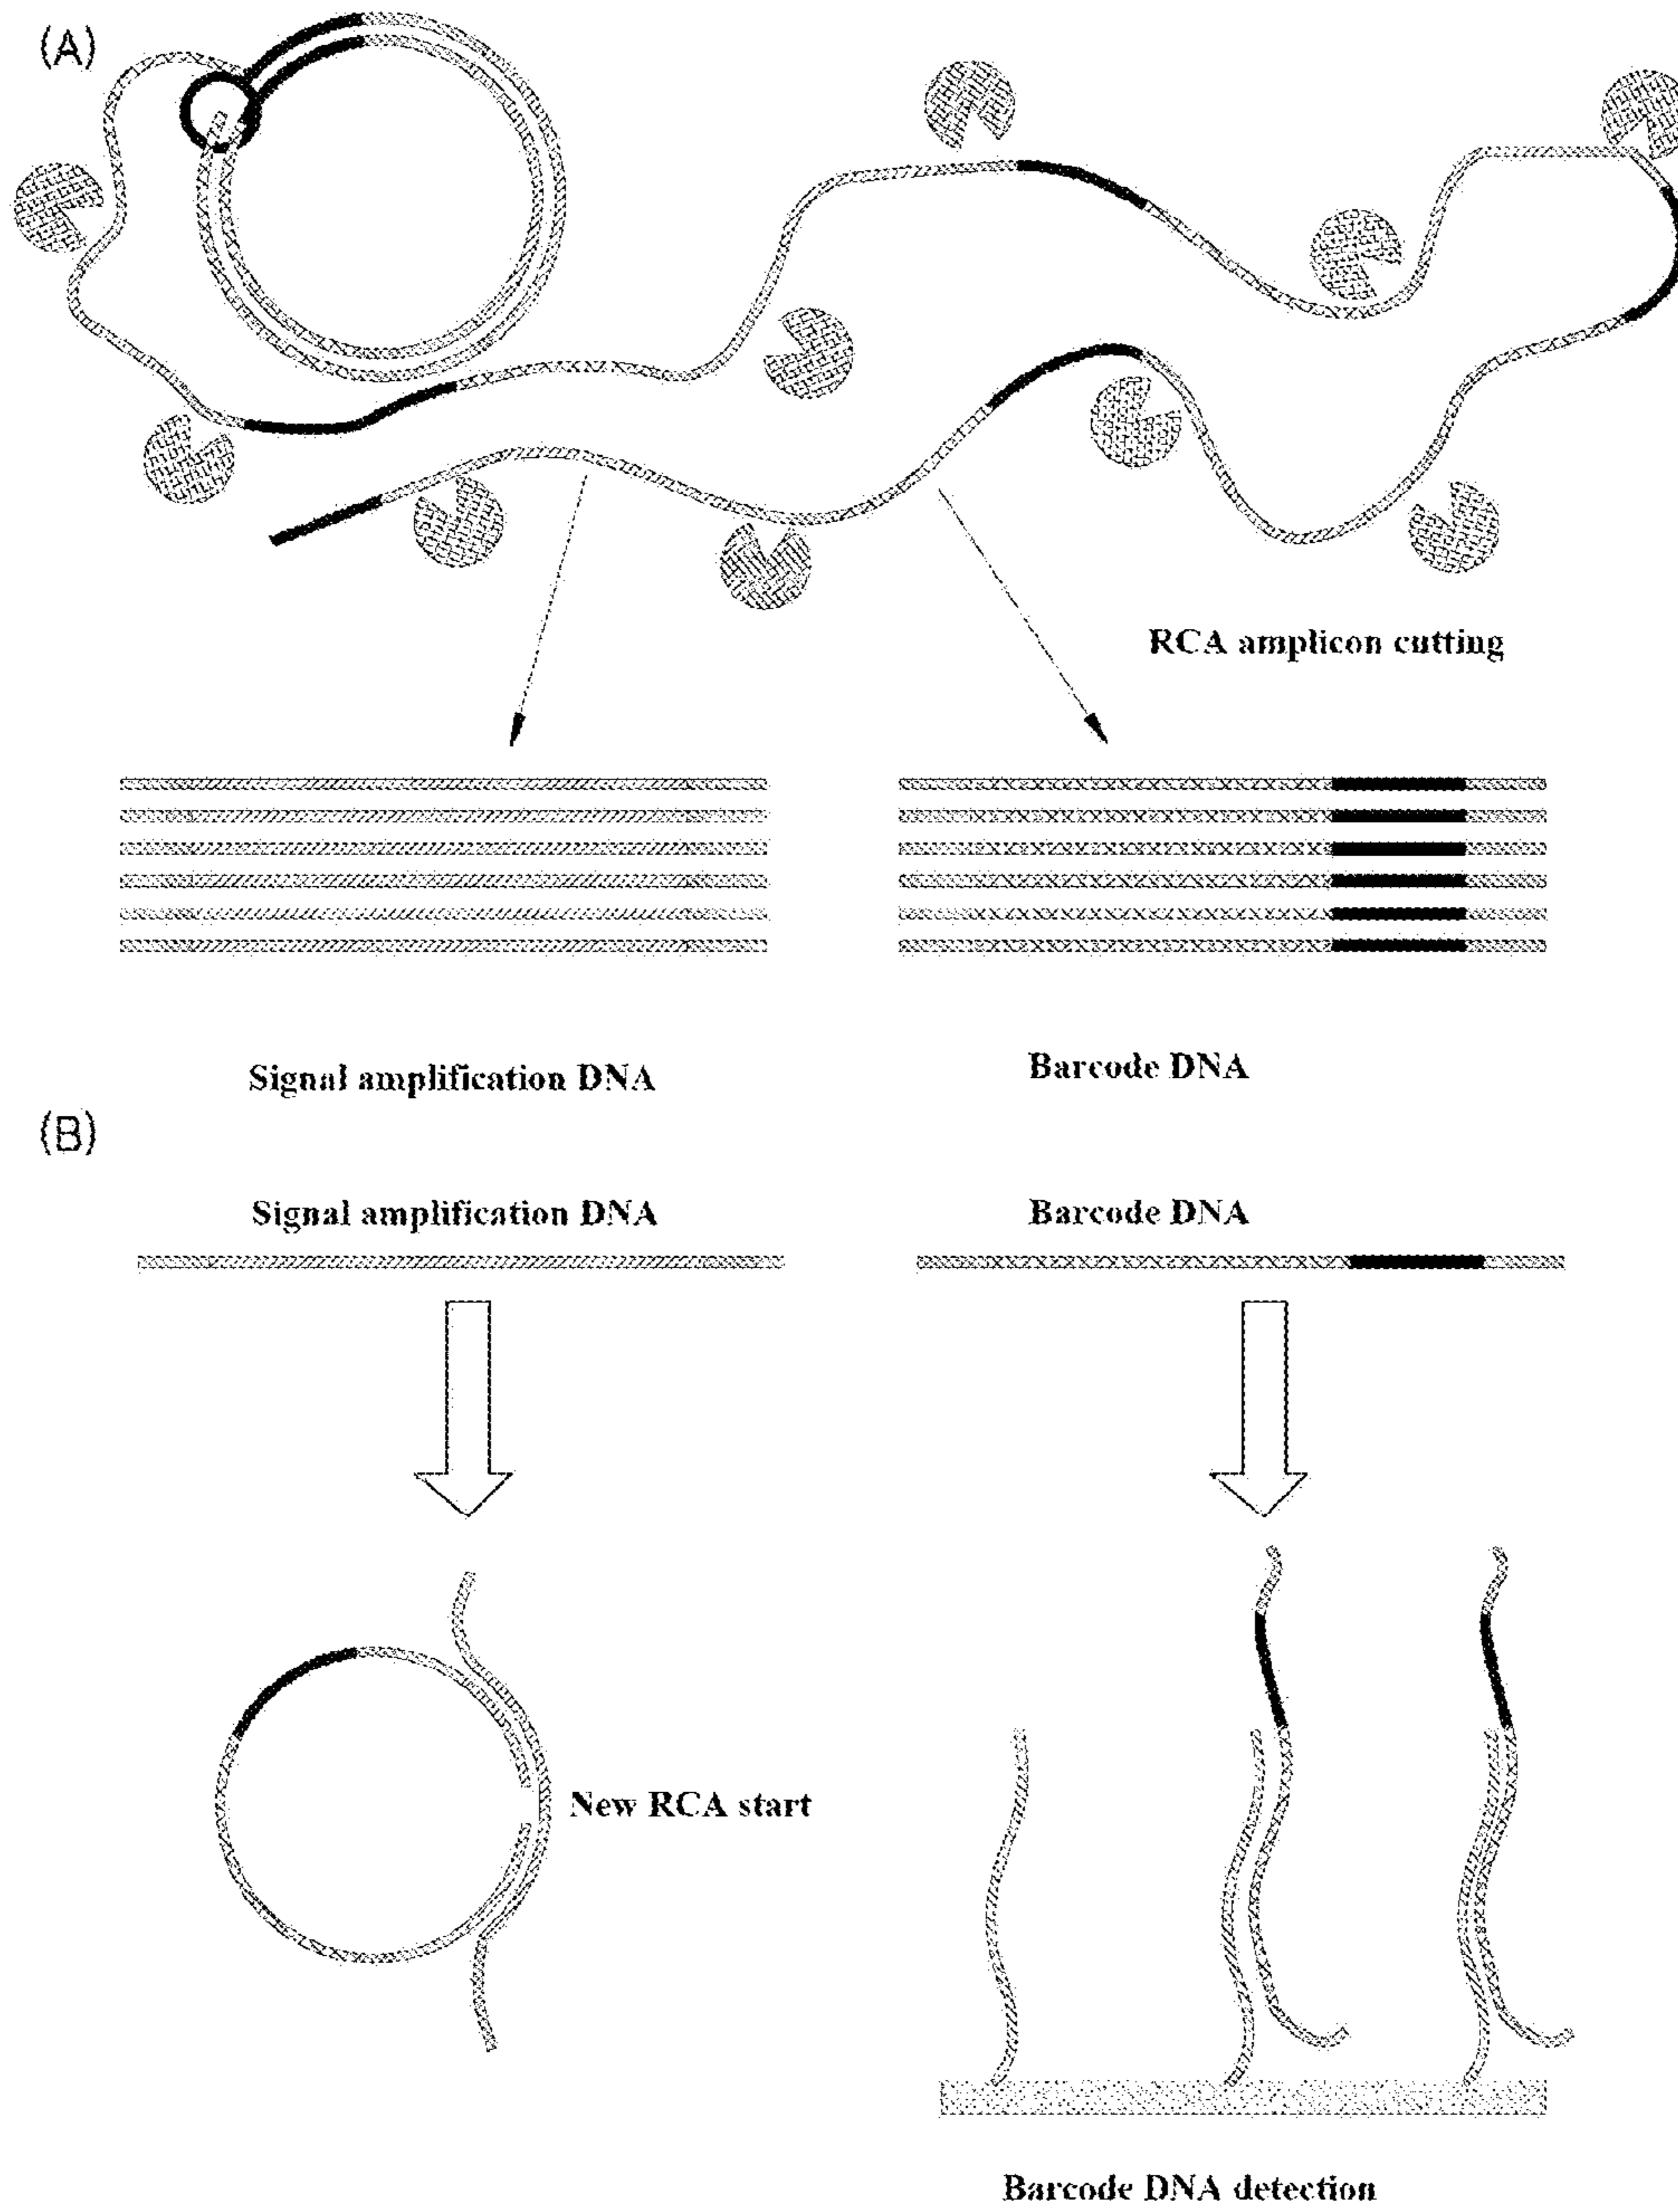 (A)
RCA amplicon cutting
Signal amplification DNA
Barcode DNA
(B)
Signal amplification DNA
Barcode DNA
New RCA start
Barcode DNA detection